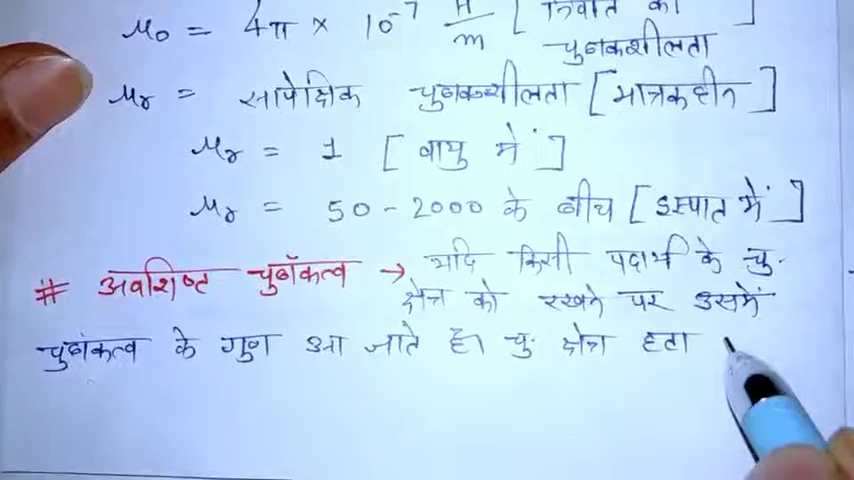 μ₀ = 4π × 10⁻⁷ H/m [ निर्वात की ]
चुम्बकशीलता
μᵣ = सापेक्षिक चुम्बकशीलता [मात्रकहीन]
μᵣ = 1 [ वायु में ]
μᵣ = 50 - 2000 के बीच [ इस्पात में ]
# अवशिष्ट चुम्बकत्व → यदि किसी पदार्थ के चु.
क्षेत्र को रखने पर उसमें
चुम्बकत्व के गुण आ जाते है। चु. क्षेत्र हटा